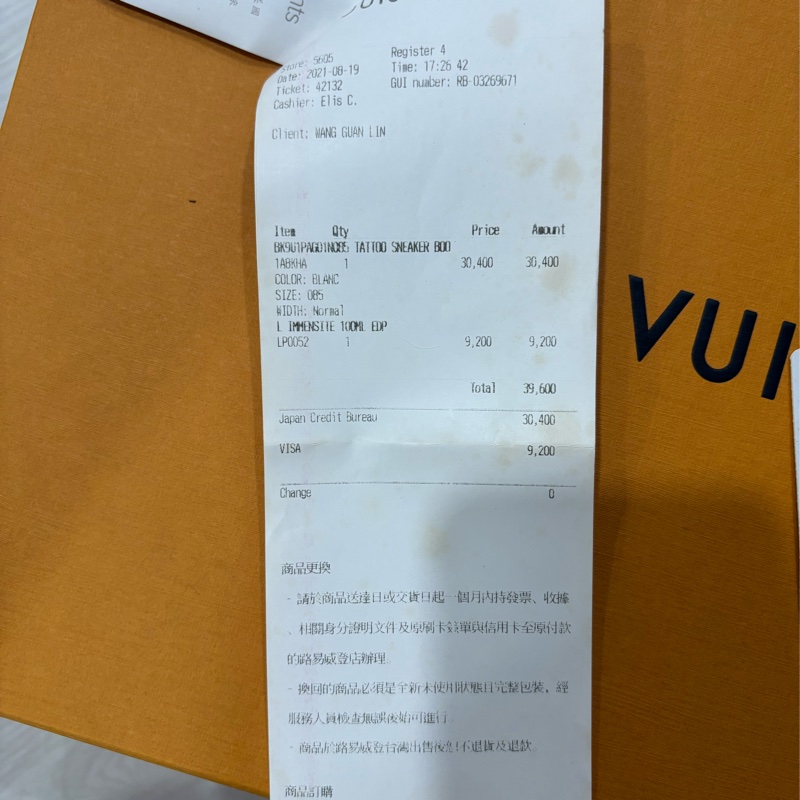 Store: 5605 Register 4
Date: 2021-08-19 Time: 17:26 42
Ticket: 42132 GUI number: RB-03269671
Cashier: Elis C.
Client: WANG GUAN LIN
Item Qty Price Amount
BK9U1PAG01N085 TATTOO SNEAKER BOO
1A8KHA 1 30,400 30,400
COLOR: BLANC
SIZE: 085
WIDTH: Normal
L IMMENSITE 100ML EDP
LP0052 1 9,200 9,200
Total 39,600
Japan Credit Bureau 30,400
VISA 9,200
Change 0
商品更換
- 請於商品送達日或交貨日起一個月內持發票、收據
、相關身分證明文件及原刷卡簽單與信用卡至原付款
的路易威登店辦理
- 換回的商品必須是全新未使用狀態且完整包裝，經
服務人員檢查無誤後始可進行
- 商品於路易威登台灣出售後恕不退貨及退款
商品訂購
VUI